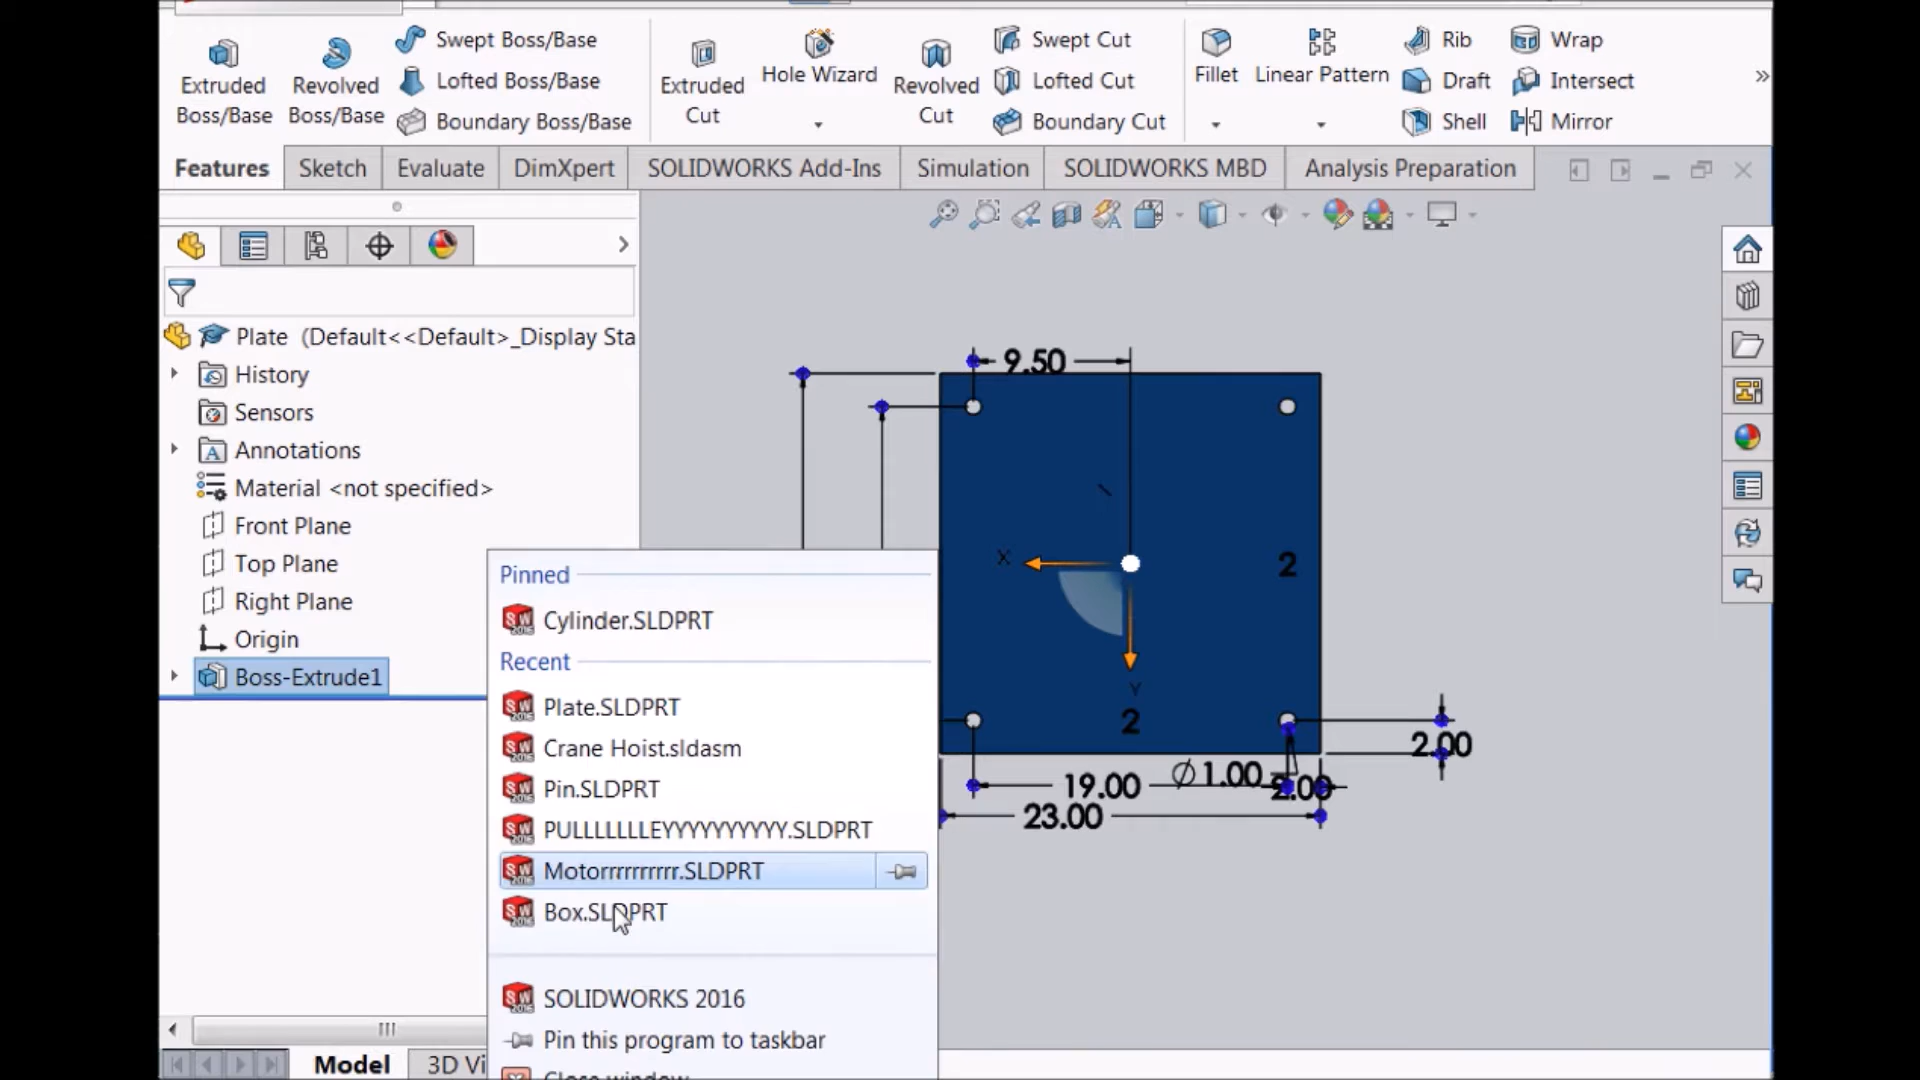 Swept Boss/Base
Swept Cut
Rib
Wrap
Extruded Boss/Base
Revolved Boss/Base
Lofted Boss/Base
Extruded Cut
Hole Wizard
Revolved Cut
Lofted Cut
Fillet
Linear Pattern
Draft
Intersect
Boundary Boss/Base
Boundary Cut
Shell
Mirror
Features
Sketch
Evaluate
DimXpert
SOLIDWORKS Add-Ins
Simulation
SOLIDWORKS MBD
Analysis Preparation
Plate (Default<<Default>_Display Sta
History
Sensors
Annotations
Material <not specified>
Front Plane
Top Plane
Right Plane
Origin
Boss-Extrude1
9.50
X
2
Y
2
2.00
19.00
Ø1.00
2.00
23.00
Pinned
Cylinder.SLDPRT
Recent
Plate.SLDPRT
Crane Hoist.sldasm
Pin.SLDPRT
PULLLLLLLEYYYYYYYYYY.SLDPRT
Motorrrrrrrrrr.SLDPRT
Box.SLDPRT
SOLIDWORKS 2016
Pin this program to taskbar
Close window
Model
3D Vi